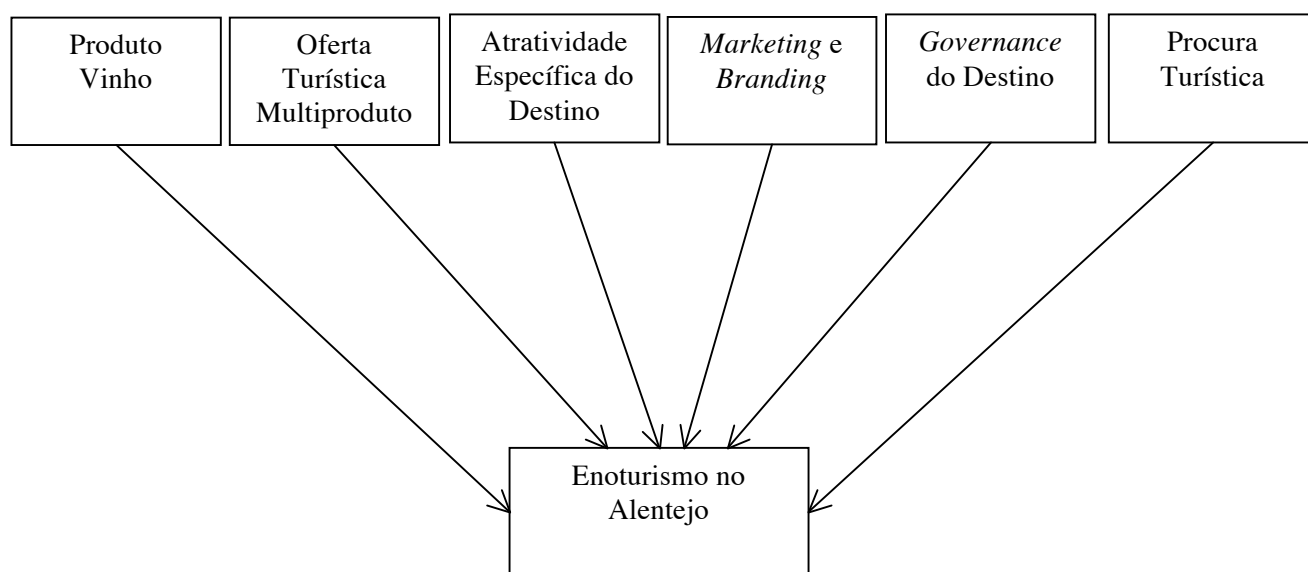 Produto
Vinho
Oferta
Turística
Multiproduto
Atratividade
Específica do
Destino
Marketing e
Branding
Governance
do Destino
Procura
Turística
Enoturismo no
Alentejo